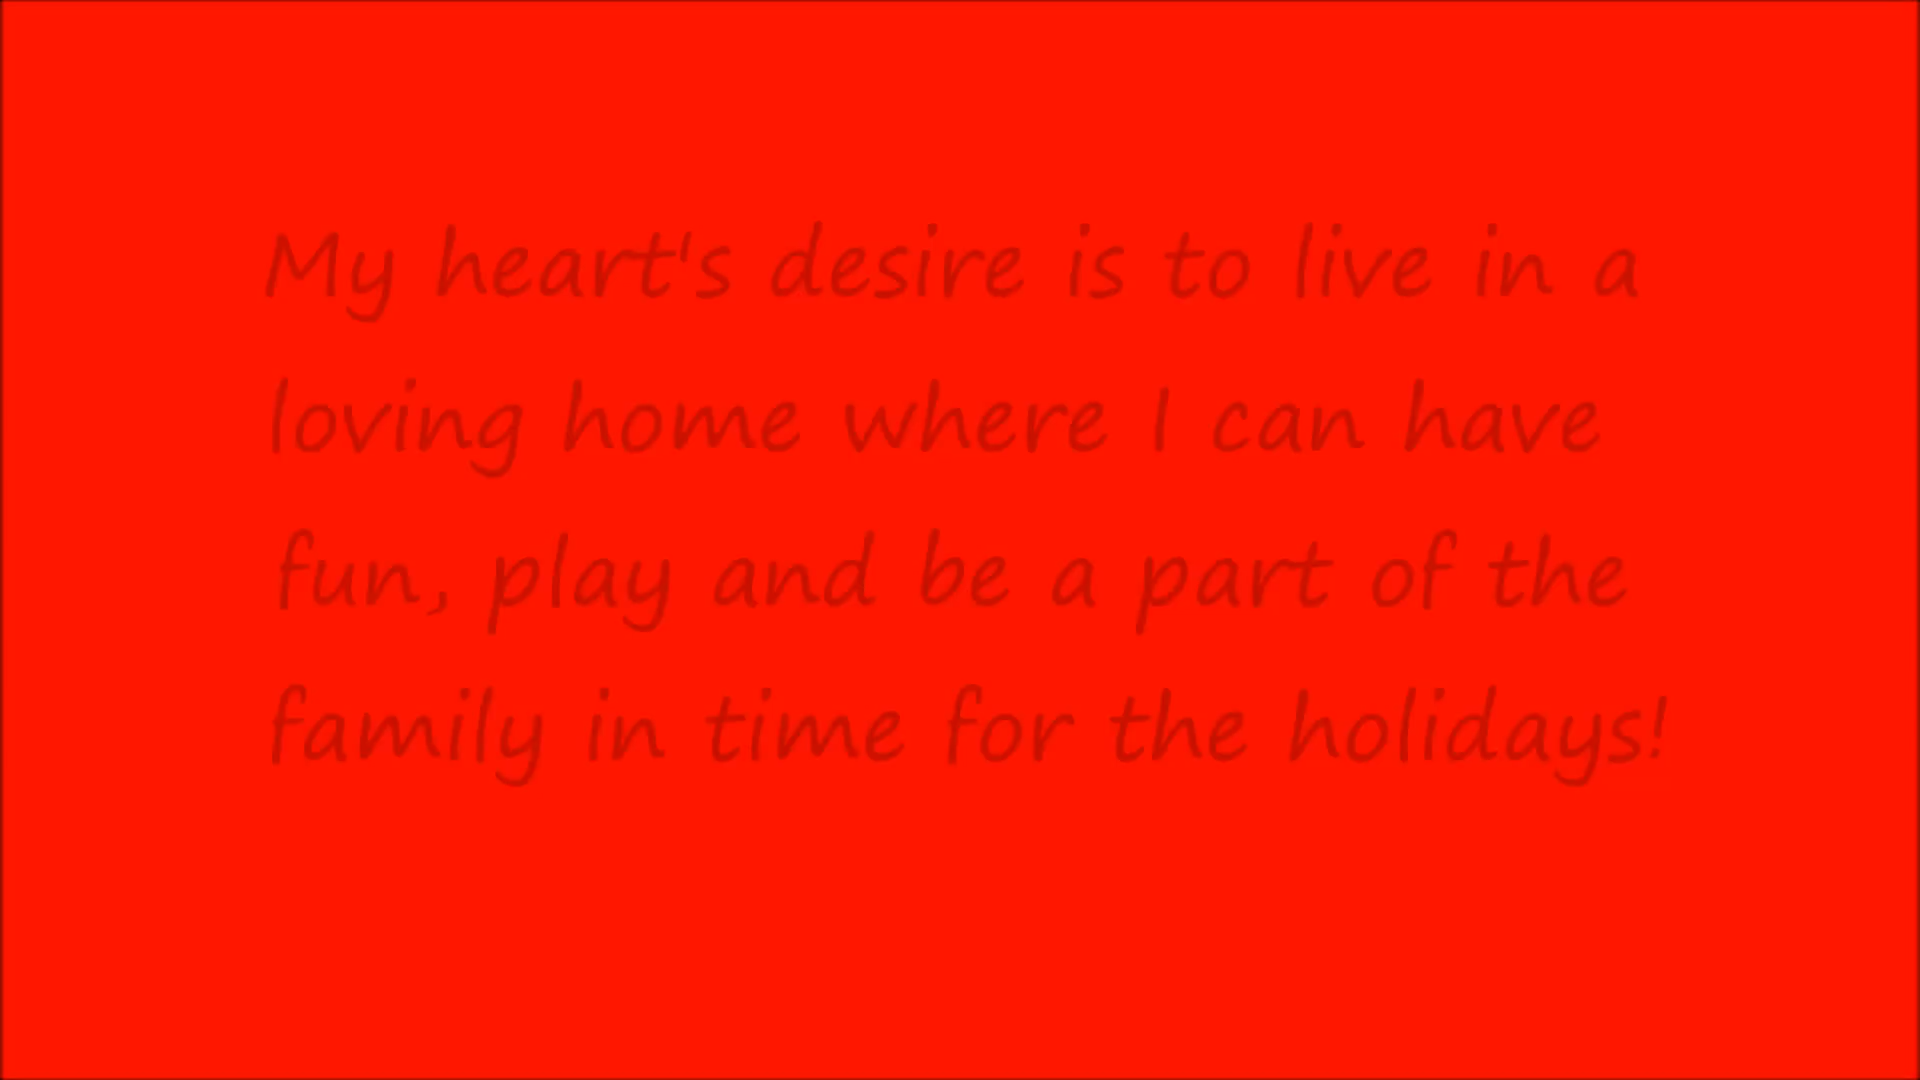 My heart's desire is to live in a
loving home where I can have
fun, play and be a part of the
family in time for the holidays!